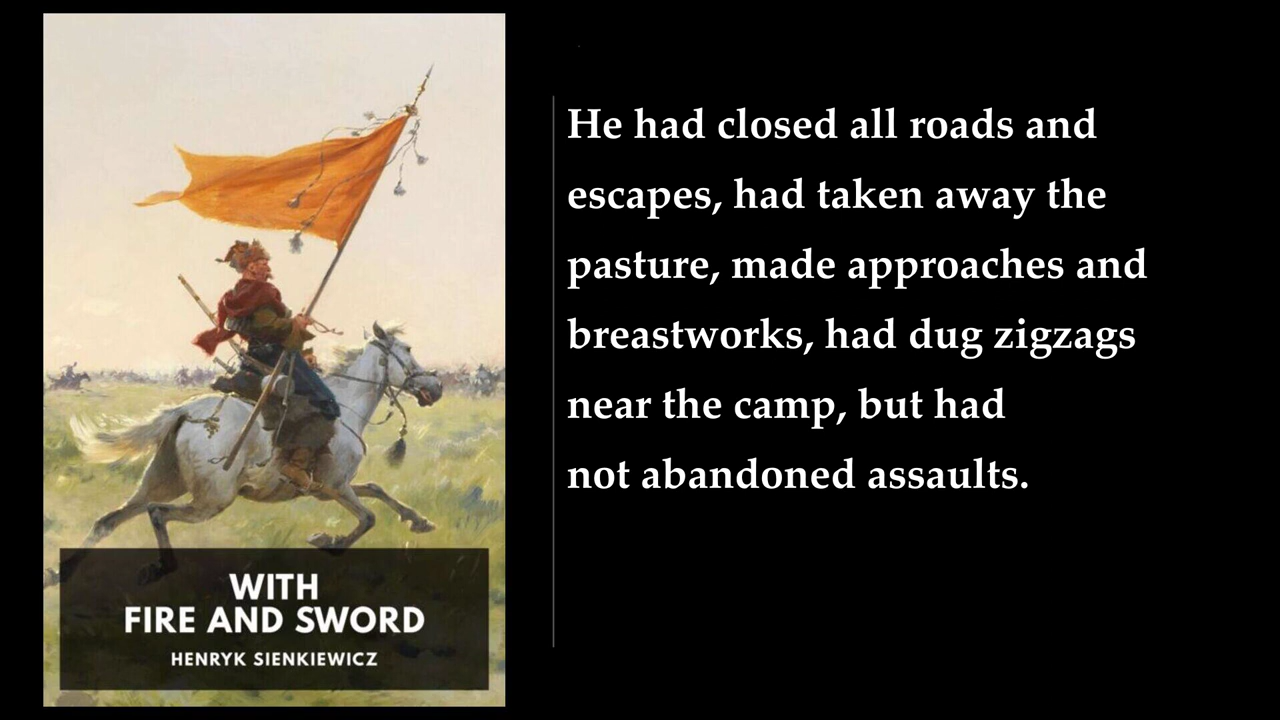 He had closed all roads and
escapes, had taken away the
pasture, made approaches and
breastworks, had dug zigzags
near the camp, but had
not abandoned assaults.
WITH
FIRE AND SWORD
HENRYK SIENKIEWICZ